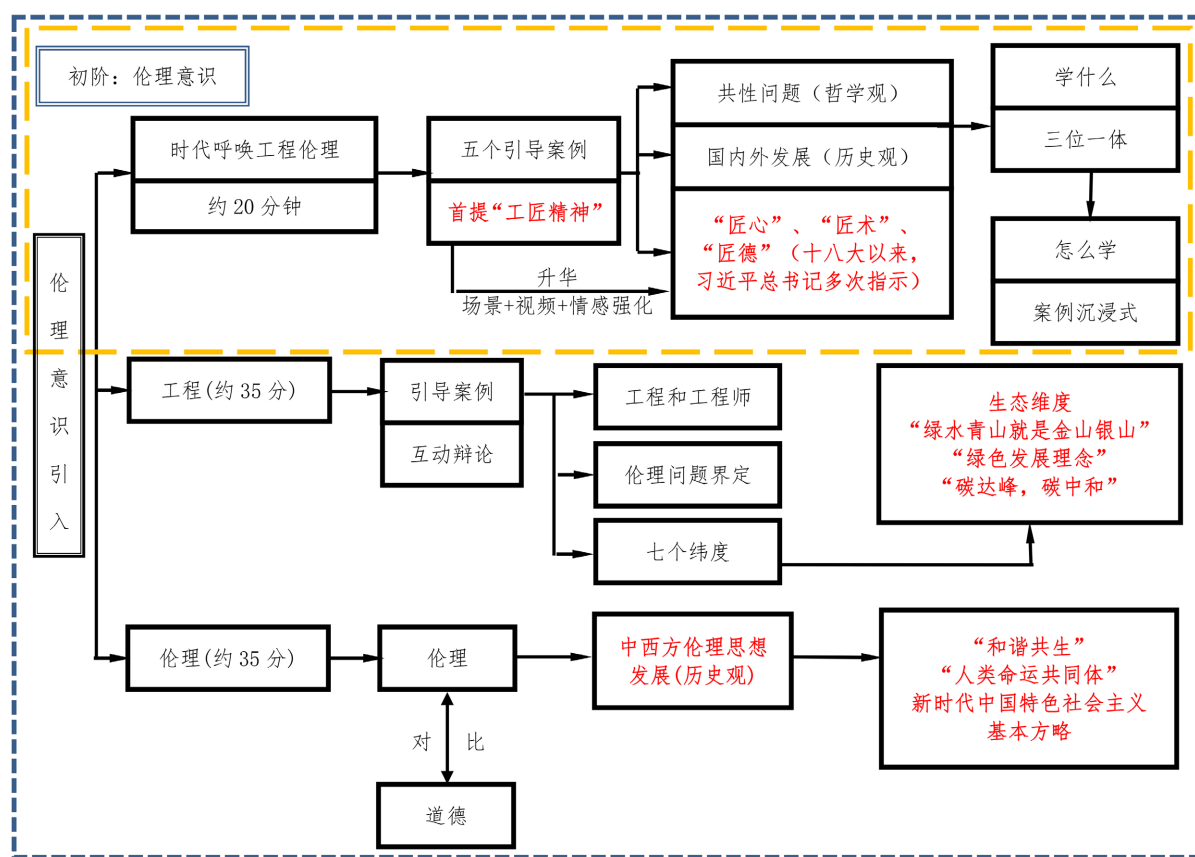 初阶：伦理意识
伦
理
意
识
引
入
时代呼唤工程伦理
约20分钟
五个引导案例
首提“工匠精神”
升华
场景+视频+情感强化
共性问题（哲学观）
国内外发展（历史观）
“匠心”、“匠术”、
“匠德”（十八大以来，
习近平总书记多次指示）
学什么
三位一体
怎么学
案例沉浸式
工程(约35分)
引导案例
互动辩论
工程和工程师
伦理问题界定
七个纬度
生态维度
“绿水青山就是金山银山”
“绿色发展理念”
“碳达峰，碳中和”
伦理(约35分)
伦理
对 比
道德
中西方伦理思想
发展(历史观)
“和谐共生”
“人类命运共同体”
新时代中国特色社会主义
基本方略